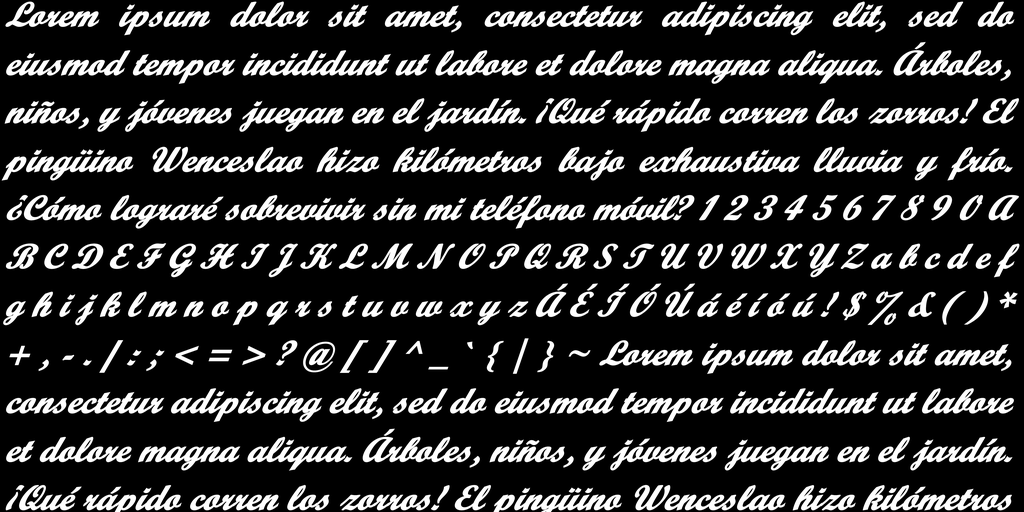 Lorem ipsum dolor sit amet, consectetur adipiscing elit, sed do
eiusmod tempor incididunt ut labore et dolore magna aliqua. Árboles,
niños, y jóvenes juegan en el jardín. ¡Qué rápido corren los zorros! El
pingüino Wenceslao hizo kilómetros bajo exhaustiva lluvia y frío.
¿Cómo lograré sobrevivir sin mi teléfono móvil? 1 2 3 4 5 6 7 8 9 0 A
B C D E F G H I J K L M N O P Q R S T U V W X Y Z a b c d e f
g h i j k l m n o p q r s t u v w x y z Á É Í Ó Ú á é í ó ú ! $ % & ( ) *
+ , - . / : ; < = > ? @ [ ] ^ _ ` { | } ~ Lorem ipsum dolor sit amet,
consectetur adipiscing elit, sed do eiusmod tempor incididunt ut labore
et dolore magna aliqua. Árboles, niños, y jóvenes juegan en el jardín.
¡Qué rápido corren los zorros! El pingüino Wenceslao hizo kilómetros